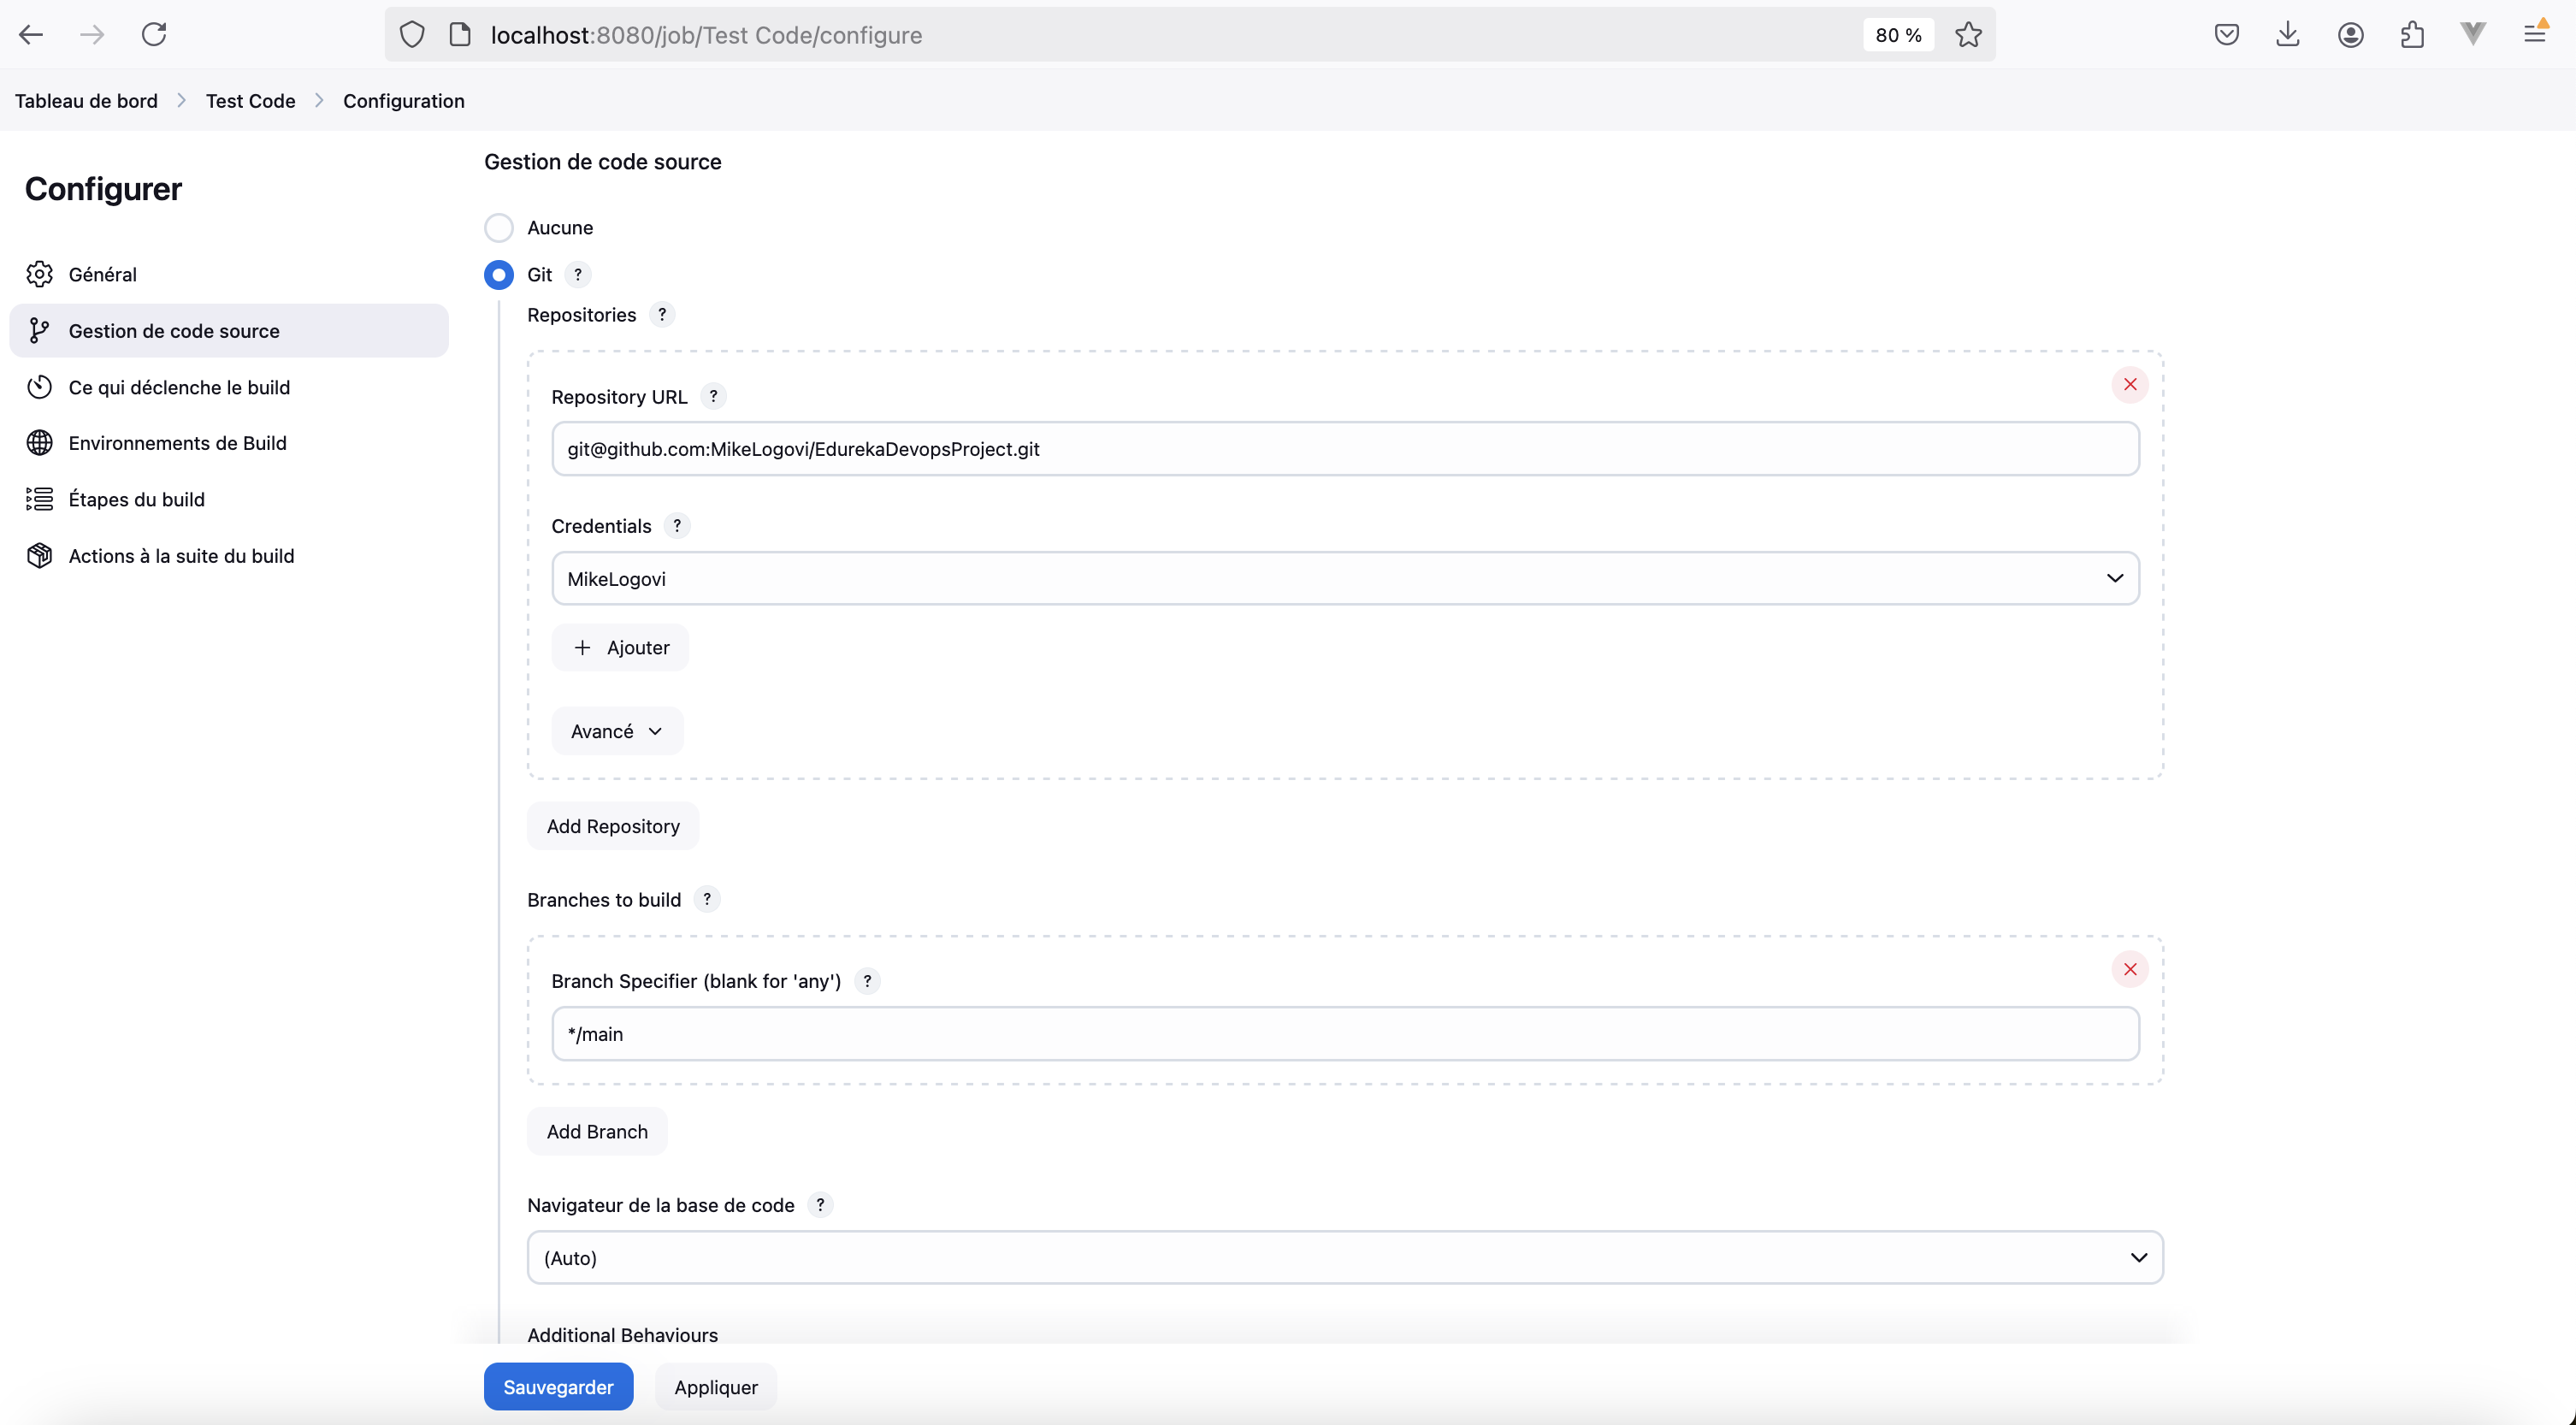 localhost:8080/job/Test Code/configure
80 %
Tableau de bord
Test Code
Configuration
Configurer
Général
Gestion de code source
Ce qui déclenche le build
Environnements de Build
Étapes du build
Actions à la suite du build
Gestion de code source
Aucune
Git ?
Repositories ?
Repository URL ?
git@github.com:MikeLogovi/EdurekaDevopsProject.git
Credentials ?
MikeLogovi
+ Ajouter
Avancé
Add Repository
Branches to build ?
Branch Specifier (blank for 'any') ?
*/main
Add Branch
Navigateur de la base de code ?
(Auto)
Additional Behaviours
Sauvegarder
Appliquer